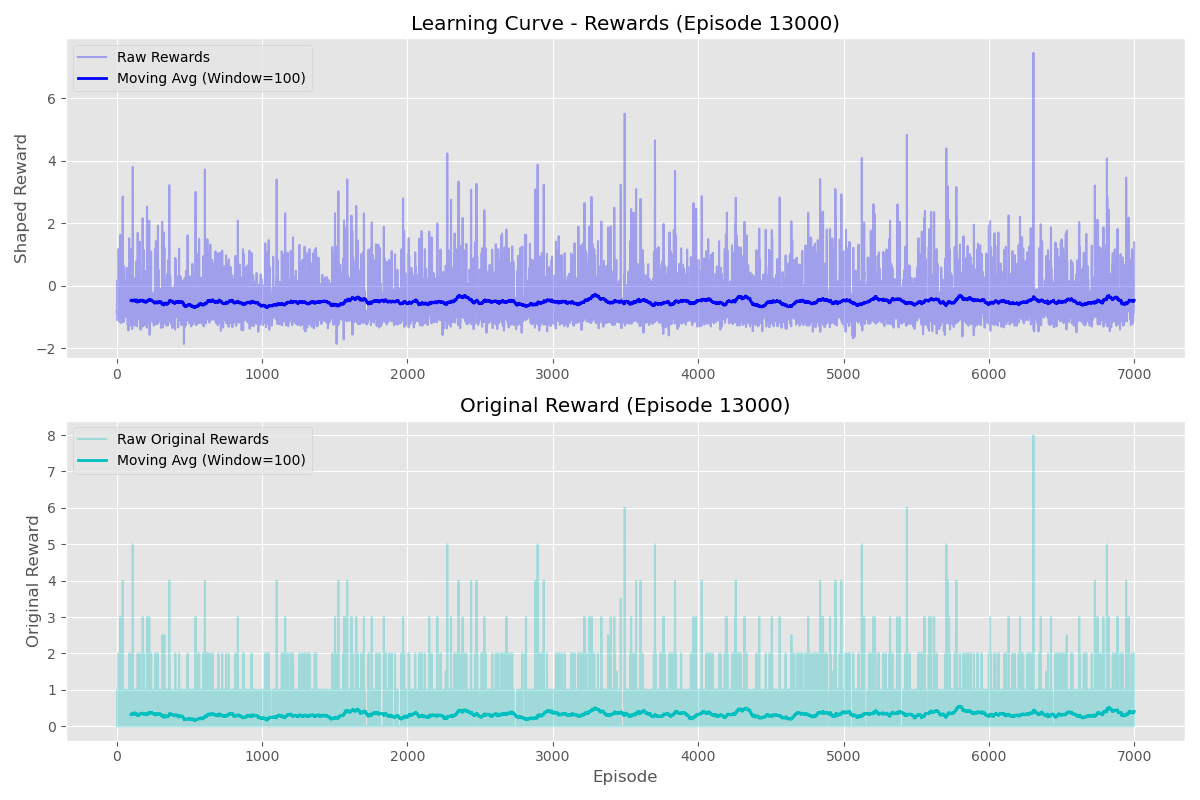 Learning Curve - Rewards (Episode 13000)
Raw Rewards
Moving Avg (Window=100)
Shaped Reward
6
4
2
0
−2
0 1000 2000 3000 4000 5000 6000 7000
Original Reward (Episode 13000)
Raw Original Rewards
Moving Avg (Window=100)
Original Reward
8
7
6
5
4
3
2
1
0
0 1000 2000 3000 4000 5000 6000 7000
Episode